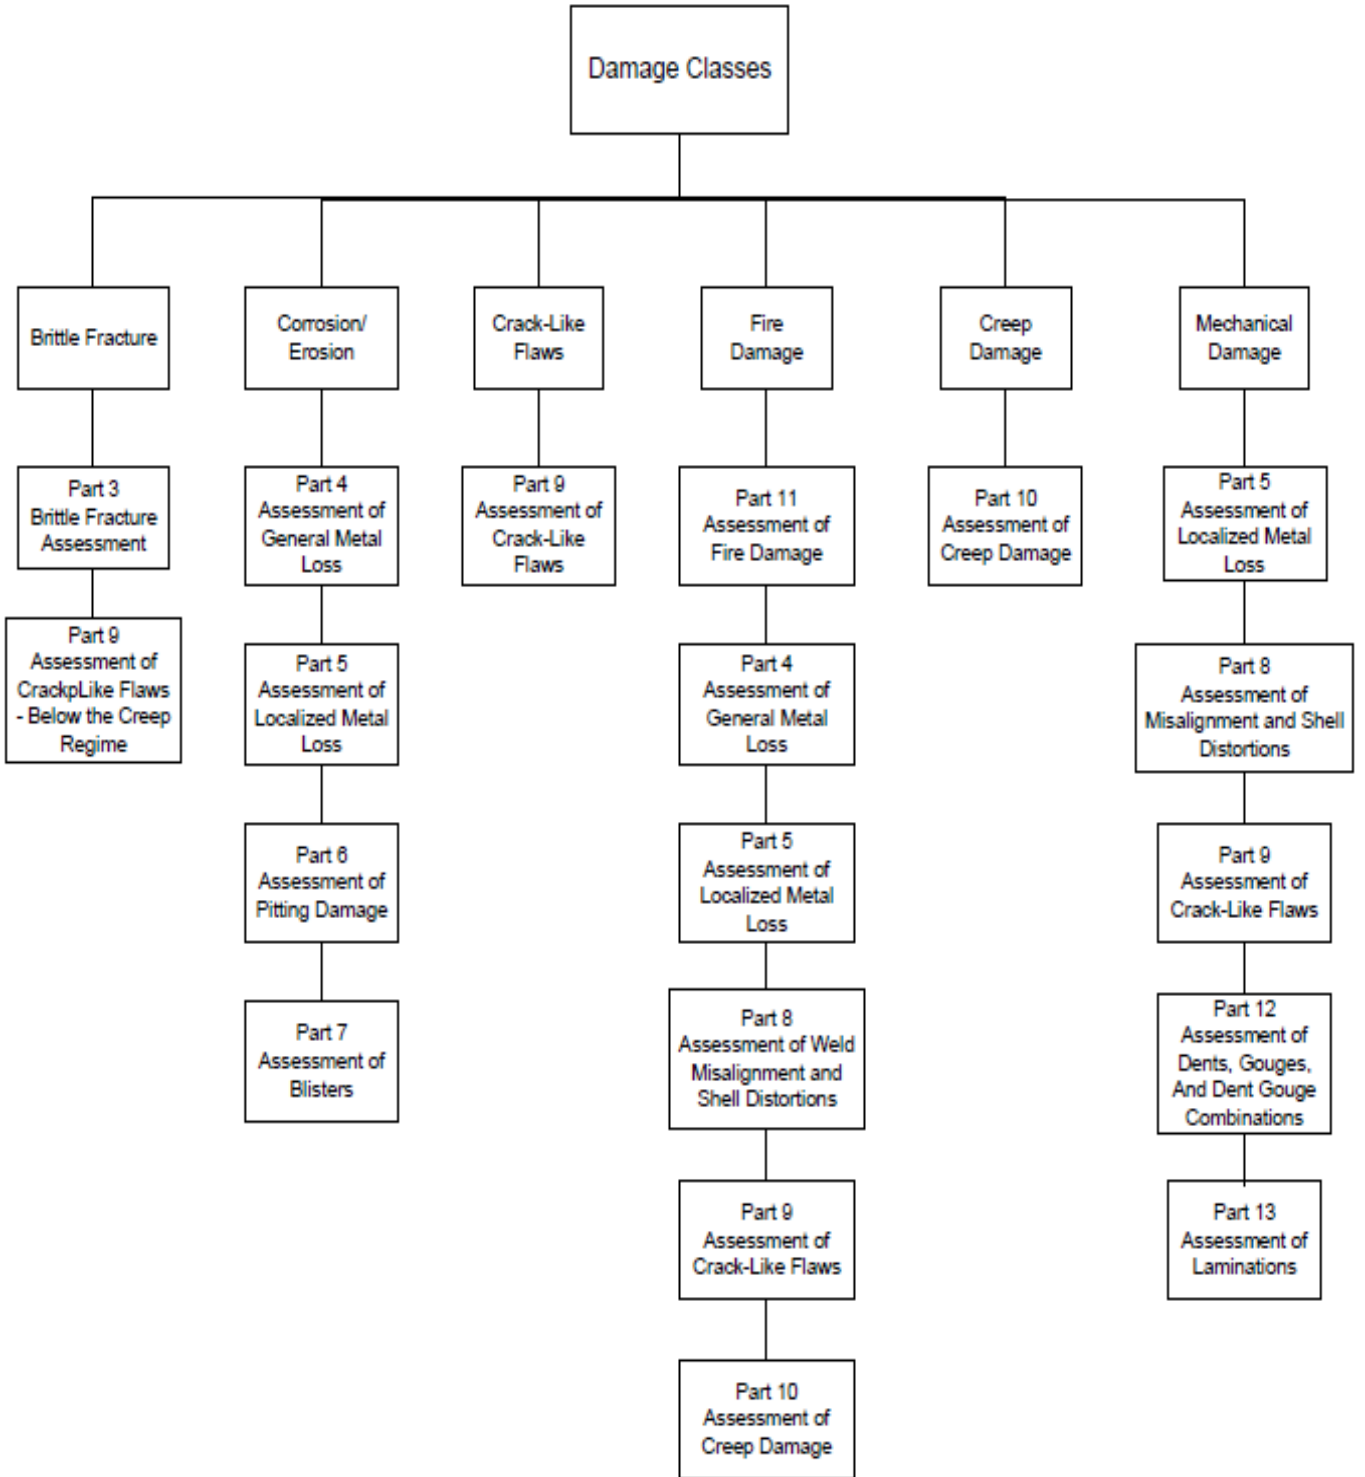 Damage Classes
Brittle Fracture
Corrosion/
Erosion
Crack-Like
Flaws
Fire
Damage
Creep
Damage
Mechanical
Damage
Part 3
Brittle Fracture
Assessment
Part 9
Assessment of
CrackpLike Flaws
- Below the Creep
Regime
Part 4
Assessment of
General Metal
Loss
Part 5
Assessment of
Localized Metal
Loss
Part 6
Assessment of
Pitting Damage
Part 7
Assessment of
Blisters
Part 9
Assessment of
Crack-Like
Flaws
Part 11
Assessment of
Fire Damage
Part 4
Assessment of
General Metal
Loss
Part 5
Assessment of
Localized Metal
Loss
Part 8
Assessment of Weld
Misalignment and
Shell Distortions
Part 9
Assessment of
Crack-Like Flaws
Part 10
Assessment of
Creep Damage
Part 10
Assessment of
Creep Damage
Part 5
Assessment of
Localized Metal
Loss
Part 8
Assessment of
Misalignment and Shell
Distortions
Part 9
Assessment of
Crack-Like Flaws
Part 12
Assessment of
Dents, Gouges,
And Dent Gouge
Combinations
Part 13
Assessment of
Laminations